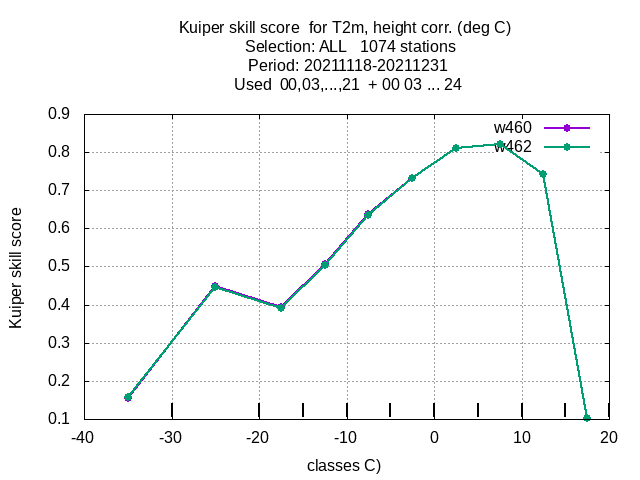 Kuiper skill score  for T2m, height corr. (deg C)
Selection: ALL   1074 stations
Period: 20211118-20211231
Used  00,03,...,21  + 00 03 ... 24
w460
w462
0.9
0.8
0.7
0.6
0.5
0.4
0.3
0.2
0.1
Kuiper skill score
-40 -30 -20 -10 0 10 20
classes C)